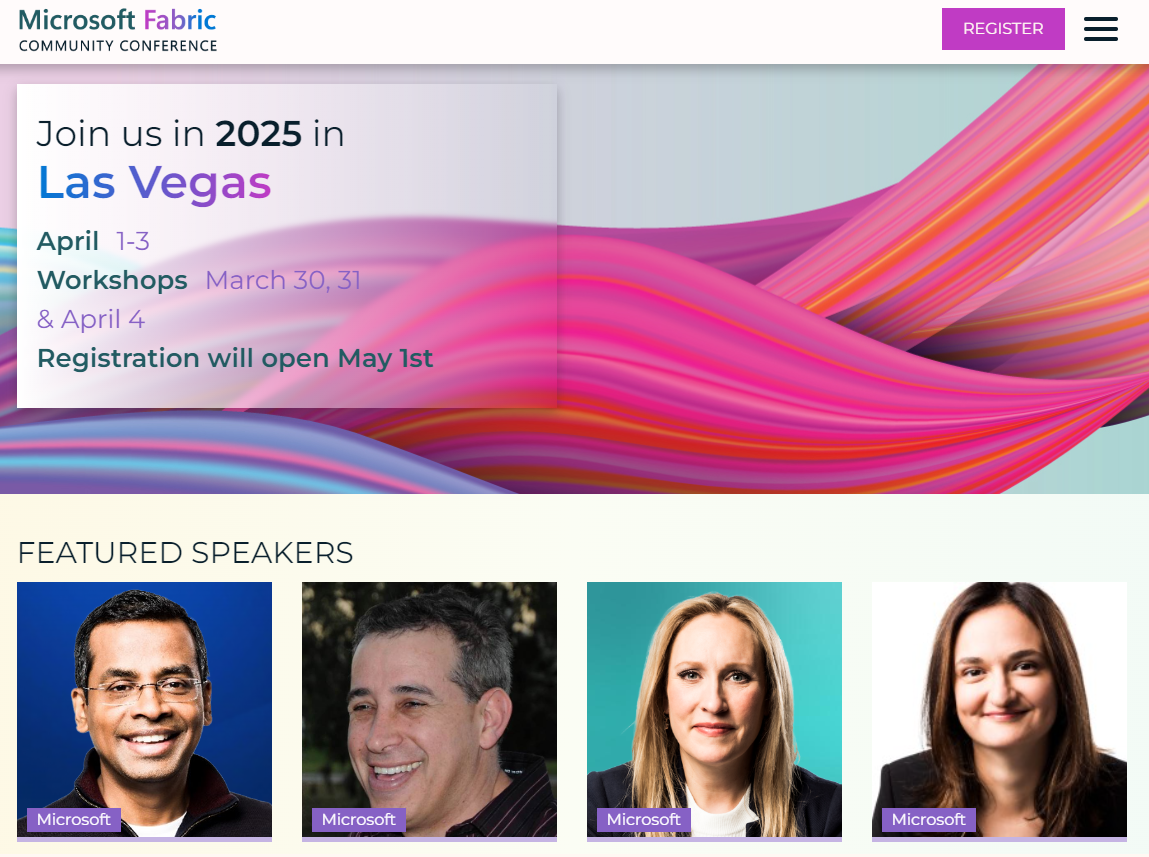 Microsoft Fabric
COMMUNITY CONFERENCE
REGISTER
Join us in 2025 in
Las Vegas
April 1-3
Workshops March 30, 31
& April 4
Registration will open May 1st
FEATURED SPEAKERS
Microsoft
Microsoft
Microsoft
Microsoft